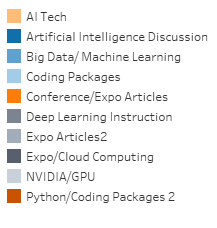 AI Tech
Artificial Intelligence Discussion
Big Data/ Machine Learning
Coding Packages
Conference/Expo Articles
Deep Learning Instruction
Expo Articles2
Expo/Cloud Computing
NVIDIA/GPU
Python/Coding Packages 2